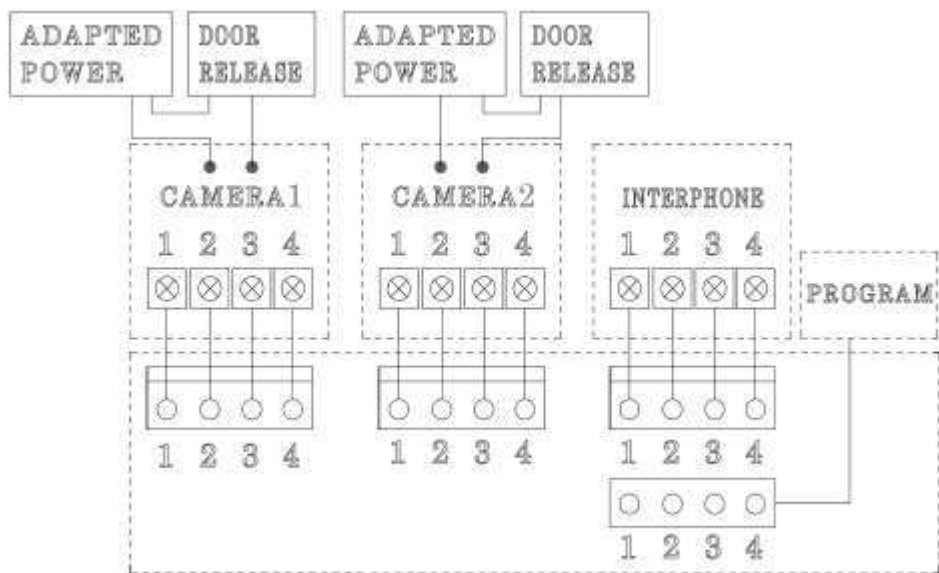 ADAPTED POWER
DOOR RELEASE
ADAPTED POWER
DOOR RELEASE
CAMERA1
CAMERA2
INTERPHONE
1 2 3 4
1 2 3 4
1 2 3 4
PROGRAM
1 2 3 4
1 2 3 4
1 2 3 4
1 2 3 4